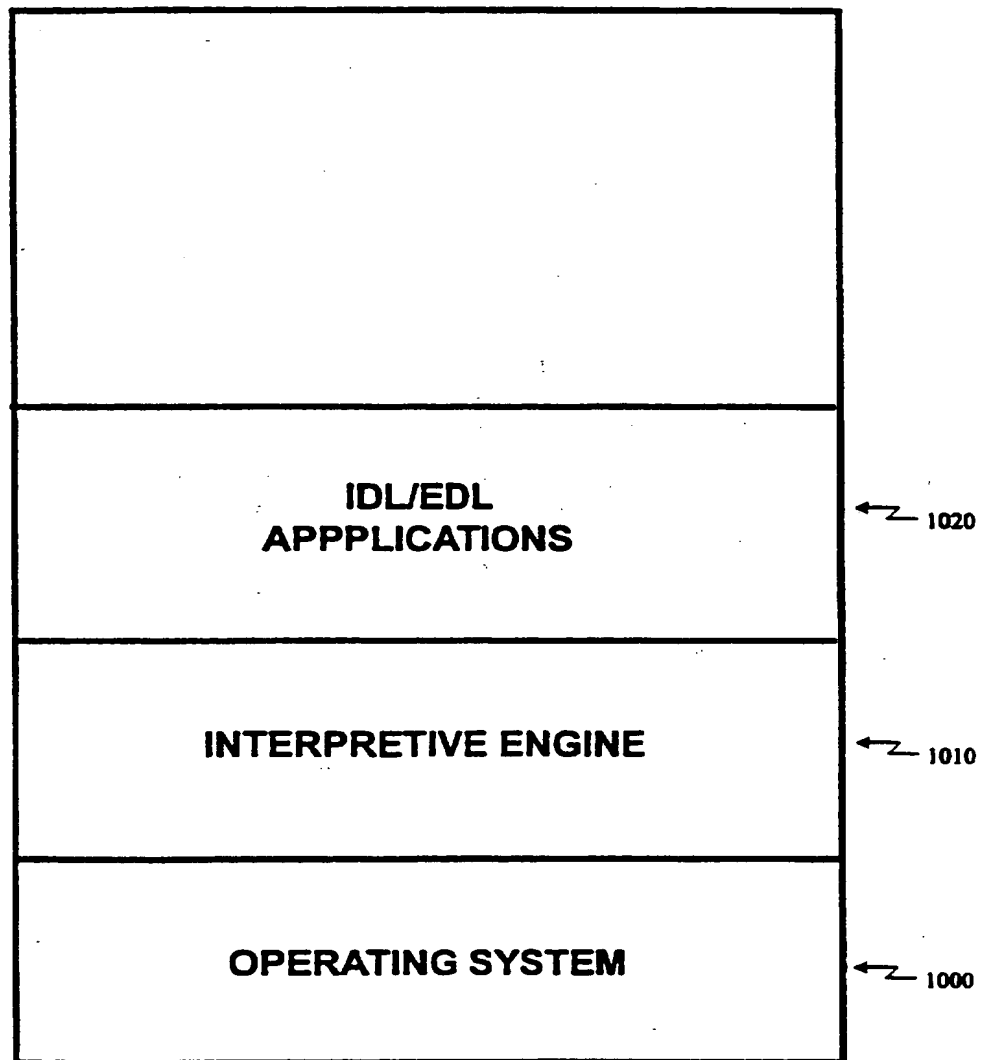 IDL/EDL
APPPLICATIONS
1020
INTERPRETIVE ENGINE
1010
OPERATING SYSTEM
1000